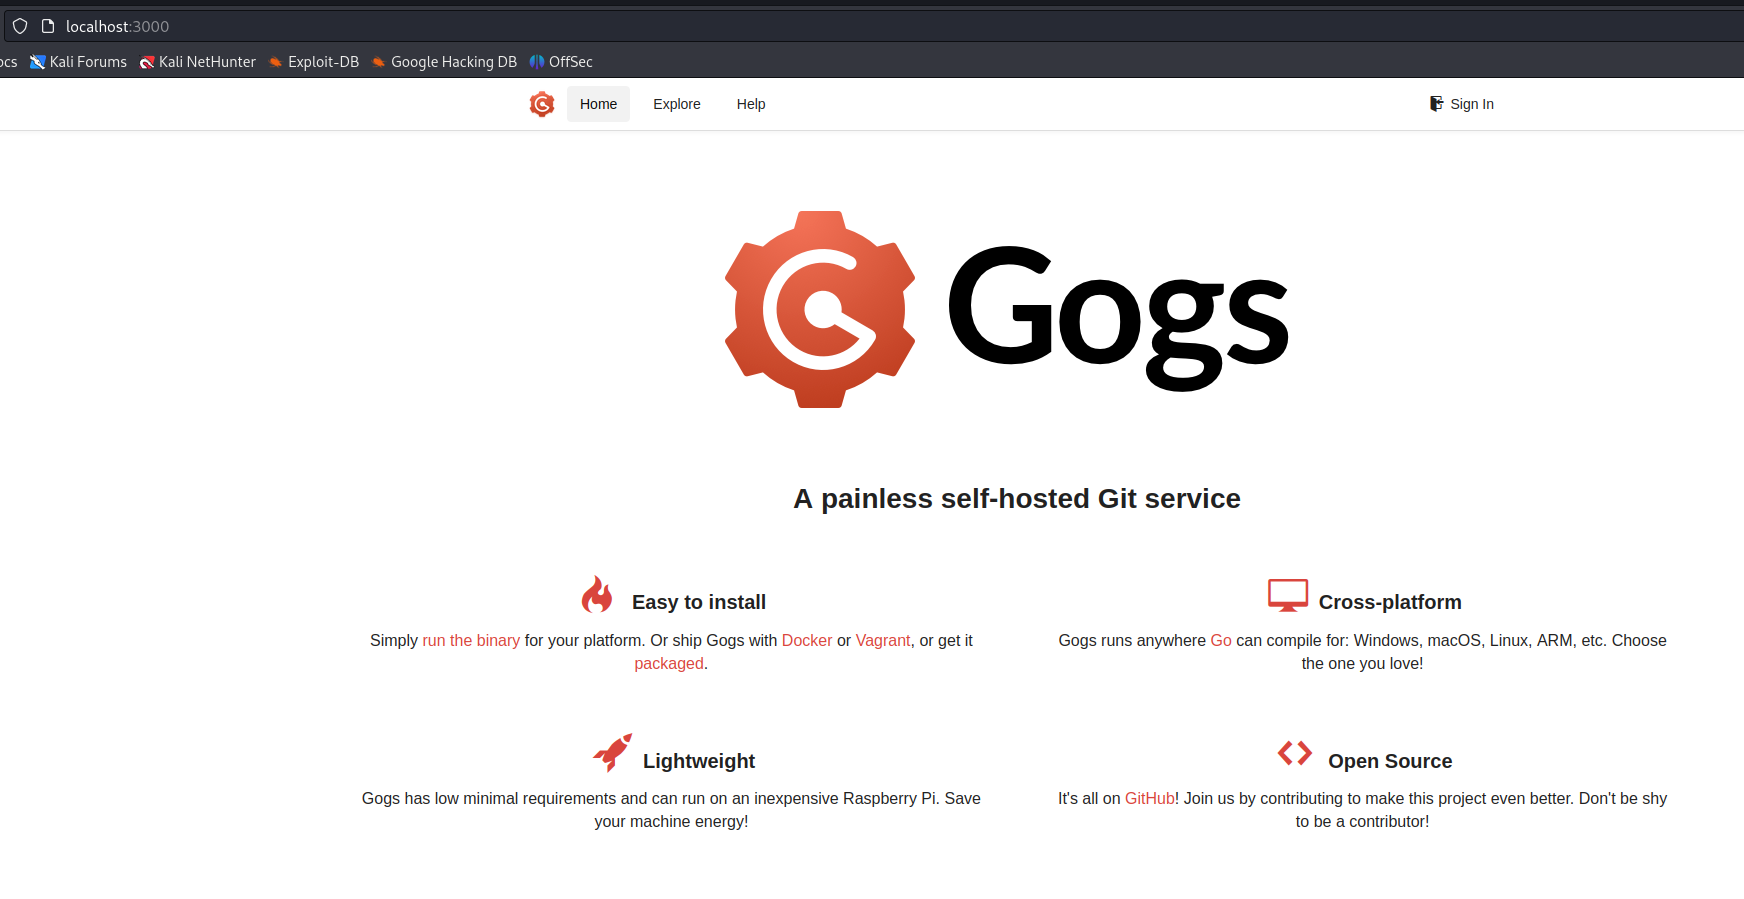 localhost:3000
ocs Kali Forums Kali NetHunter Exploit-DB Google Hacking DB OffSec
Home Explore Help Sign In
Gogs
A painless self-hosted Git service
Easy to install
Simply run the binary for your platform. Or ship Gogs with Docker or Vagrant, or get it
packaged.
Cross-platform
Gogs runs anywhere Go can compile for: Windows, macOS, Linux, ARM, etc. Choose
the one you love!
Lightweight
Gogs has low minimal requirements and can run on an inexpensive Raspberry Pi. Save
your machine energy!
Open Source
It's all on GitHub! Join us by contributing to make this project even better. Don't be shy
to be a contributor!